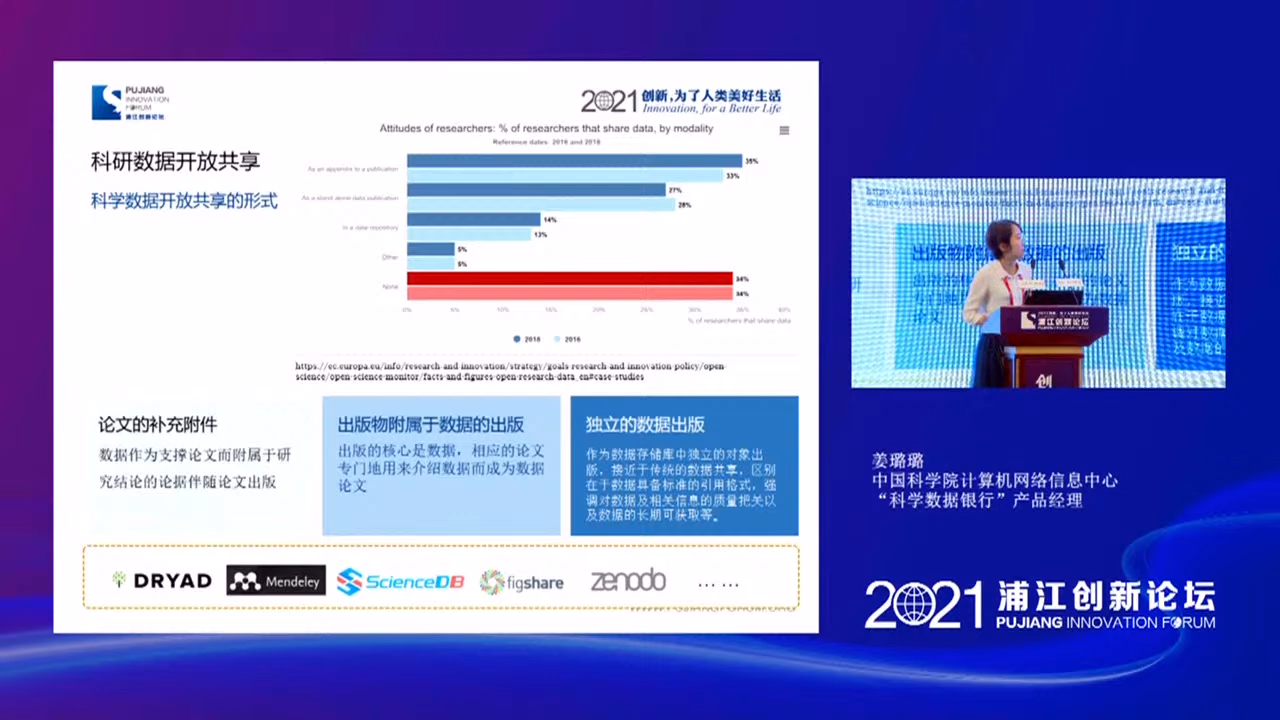 PUJIANG
INNOVATION
FORUM
浦江创新论坛
2021 创新,为了人类美好生活
Innovation, for a Better Life
科研数据开放共享
科学数据开放共享的形式
Attitudes of researchers: % of researchers that share data, by modality
Reference dates 2016 and 2018
As an appendix to a publication
35%
33%
As a stand alone data publication
27%
28%
In a data repository
14%
13%
Other
5%
5%
None
34%
34%
0% 5% 10% 15% 20% 25% 30% 35% 40%
% of researchers that share data
2018 2016
https://ec.europa.eu/info/research-and-innovation/strategy/goals-research-and-innovation-policy/open-
science/open-science-monitor/facts-and-figures-open-research-data_en#case-studies
论文的补充附件
数据作为支撑论文而附属于研
究结论的论据伴随论文出版
出版物附属于数据的出版
出版的核心是数据，相应的论文
专门地用来介绍数据而成为数据
论文
独立的数据出版
作为数据存储库中独立的对象出
版，接近于传统的数据共享，区别
在于数据具备标准的引用格式，强
调对数据及相关信息的质量把关以
及数据的长期可获取等。
DRYAD Mendeley ScienceDB figshare zenodo ... ...
浦江创新论坛
创
姜璐璐
中国科学院计算机网络信息中心
“科学数据银行”产品经理
2021 浦江创新论坛
PUJIANG INNOVATION FORUM